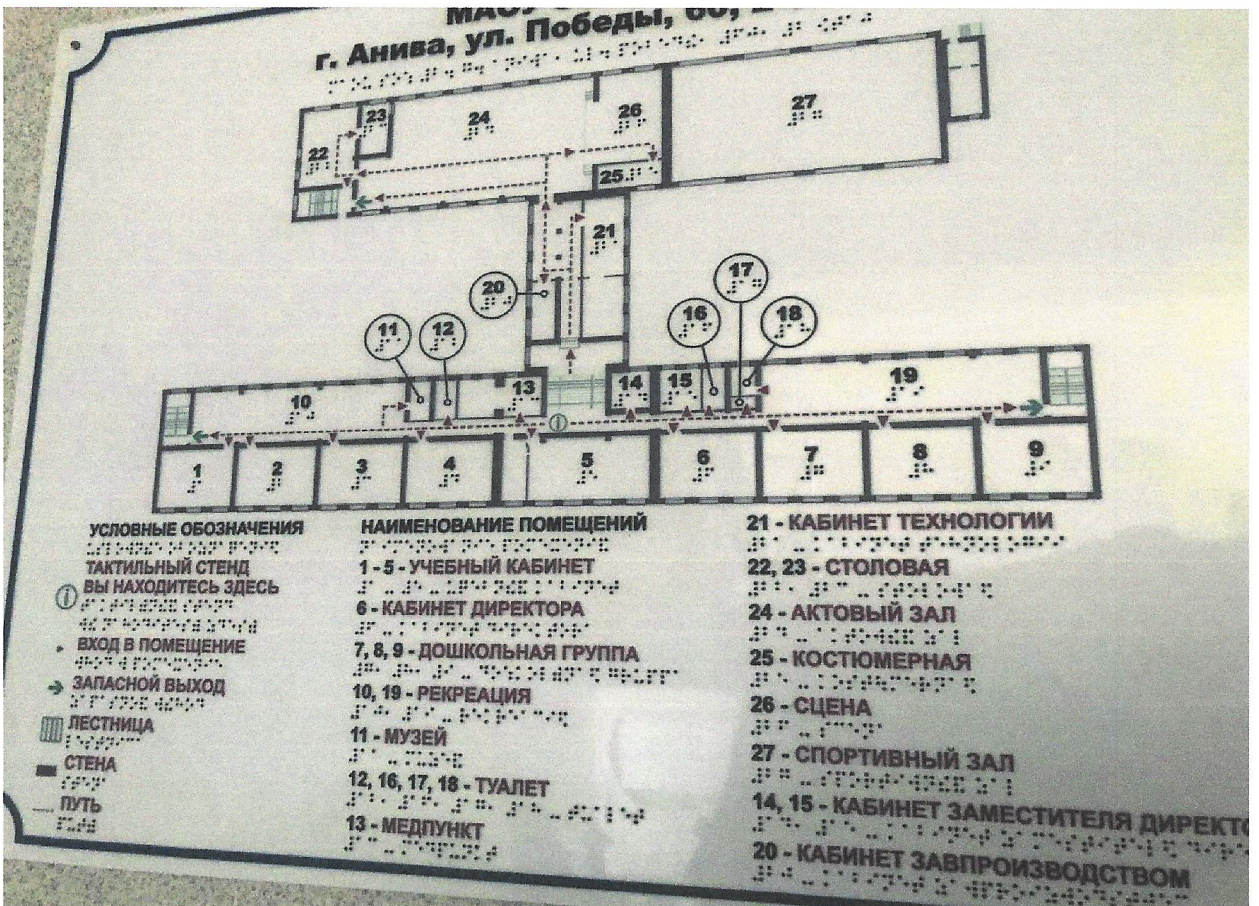 МАОУ
г. Анива, ул. Победы,
23
24
26
27
22
25
21
20
17
16
18
11
12
10
13
14
15
19
1
2
3
4
5
6
7
8
9
УСЛОВНЫЕ ОБОЗНАЧЕНИЯ
ТАКТИЛЬНЫЙ СТЕНД
ВЫ НАХОДИТЕСЬ ЗДЕСЬ
ВХОД В ПОМЕЩЕНИЕ
ЗАПАСНОЙ ВЫХОД
ЛЕСТНИЦА
СТЕНА
ПУТЬ
НАИМЕНОВАНИЕ ПОМЕЩЕНИЙ
1 - 5 - УЧЕБНЫЙ КАБИНЕТ
6 - КАБИНЕТ ДИРЕКТОРА
7, 8, 9 - ДОШКОЛЬНАЯ ГРУППА
10, 19 - РЕКРЕАЦИЯ
11 - МУЗЕЙ
12, 16, 17, 18 - ТУАЛЕТ
13 - МЕДПУНКТ
21 - КАБИНЕТ ТЕХНОЛОГИИ
22, 23 - СТОЛОВАЯ
24 - АКТОВЫЙ ЗАЛ
25 - КОСТЮМЕРНАЯ
26 - СЦЕНА
27 - СПОРТИВНЫЙ ЗАЛ
14, 15 - КАБИНЕТ ЗАМЕСТИТЕЛЯ ДИРЕКТО
20 - КАБИНЕТ ЗАВПРОИЗВОДСТВОМ